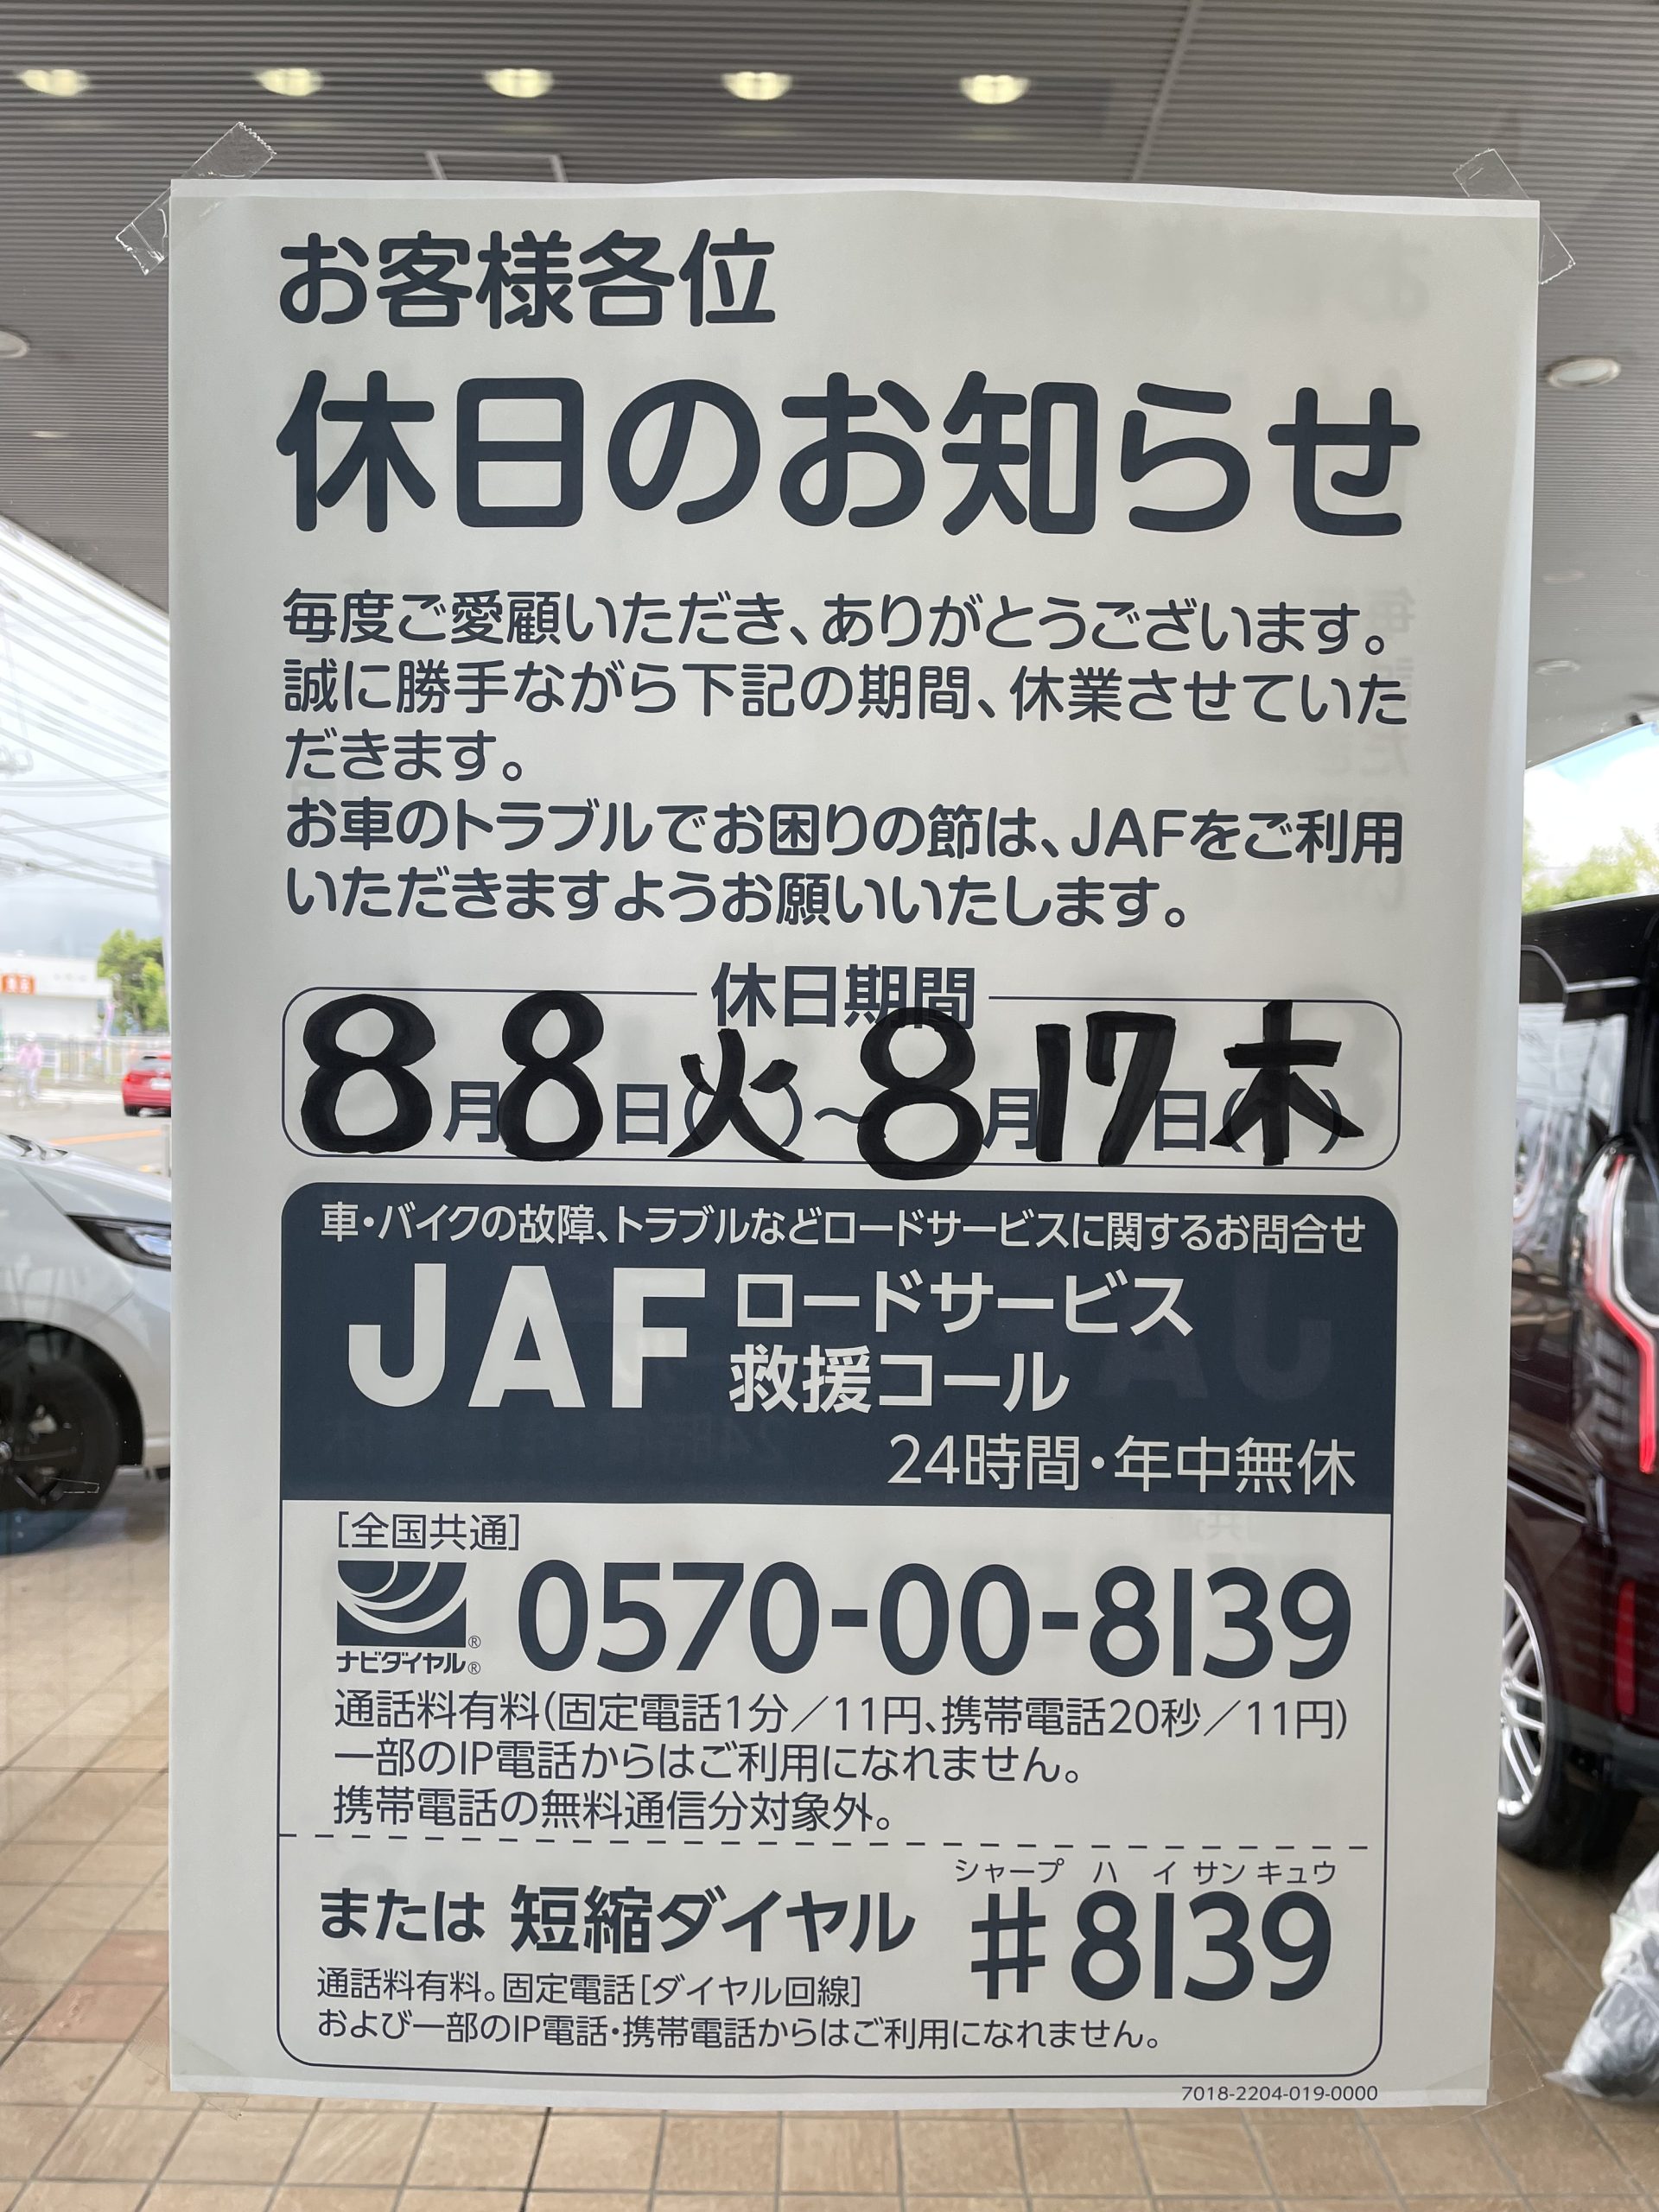 お客様各位
休日のお知らせ
毎度ご愛顧いただき、ありがとうございます。
誠に勝手ながら下記の期間、休業させていた
だきます。
お車のトラブルでお困りの節は、JAFをご利用
いただきますようお願いいたします。
休日期間
8月8日(火)～8月17日(木)
車・バイクの故障、トラブルなどロードサービスに関するお問合せ
JAF ロードサービス
救援コール
24時間・年中無休
[全国共通]
ナビダイヤル® 0570-00-8139
通話料有料(固定電話1分／11円、携帯電話20秒／11円)
一部のIP電話からはご利用になれません。
携帯電話の無料通信分対象外。
シャープ ハ イ サン キュウ
または 短縮ダイヤル #8139
通話料有料。固定電話[ダイヤル回線]
および一部のIP電話・携帯電話からはご利用になれません。
7018-2204-019-0000